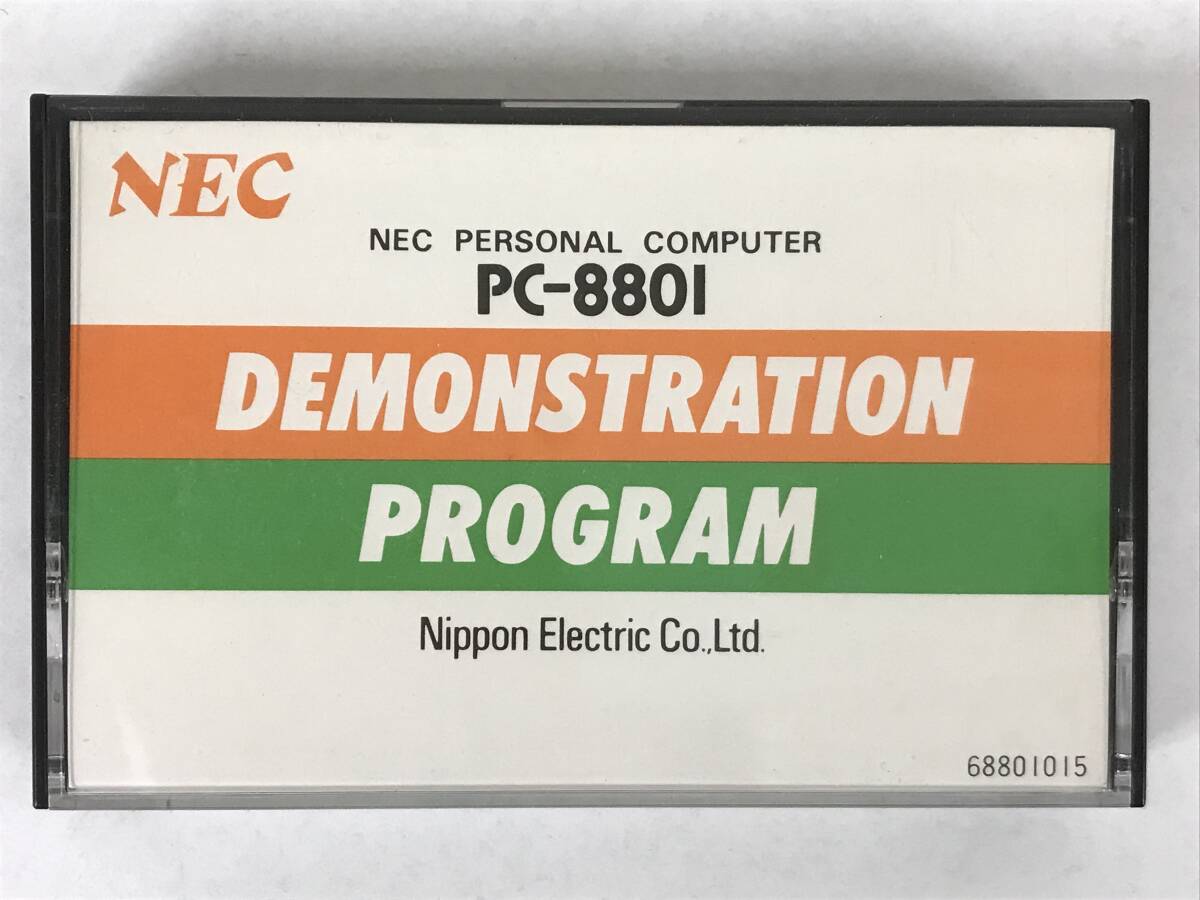 NEC
NEC PERSONAL COMPUTER
PC-8801
DEMONSTRATION
PROGRAM
Nippon Electric Co.,Ltd.
68801015